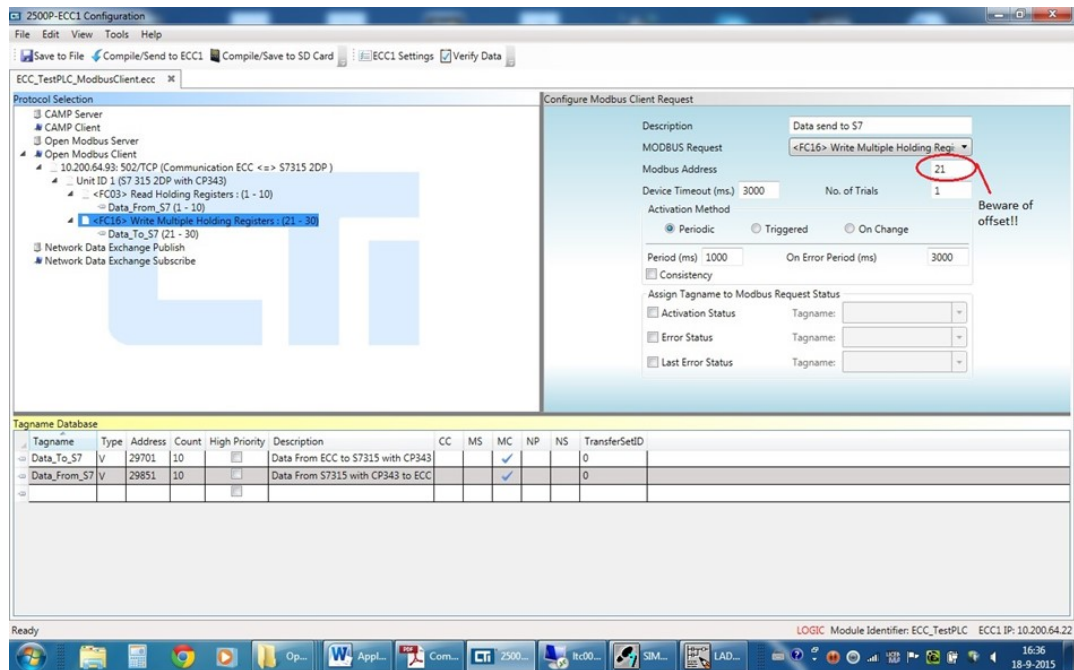 2500P-ECC1 Configuration
File Edit View Tools Help
Save to File Compile/Send to ECC1 Compile/Save to SD Card ECC1 Settings Verify Data
ECC_TestPLC_ModbusClient.ecc
Protocol Selection
CAMP Server
CAMP Client
Open Modbus Server
Open Modbus Client
10.200.64.93: 502/TCP (Communication ECC <=> S7315 2DP )
Unit ID 1 (S7 315 2DP with CP343)
<FC03> Read Holding Registers : (1 - 10)
Data_From_S7 (1 - 10)
<FC16> Write Multiple Holding Registers : (21 - 30)
Data_To_S7 (21 - 30)
Network Data Exchange Publish
Network Data Exchange Subscribe
CTI
Configure Modbus Client Request
Description Data send to S7
MODBUS Request <FC16> Write Multiple Holding Regi
Modbus Address 21
Device Timeout (ms.) 3000 No. of Trials 1
Beware of
offset!!
Activation Method
Periodic Triggered On Change
Period (ms) 1000 On Error Period (ms) 3000
Consistency
Assign Tagname to Modbus Request Status
Activation Status Tagname:
Error Status Tagname:
Last Error Status Tagname:
Tagname Database
Tagname Type Address Count High Priority Description CC MS MC NP NS TransferSetID
Data_To_S7 V 29701 10 Data From ECC to S7315 with CP343 0
Data_From_S7 V 29851 10 Data From S7315 with CP343 to ECC 0
Ready LOGIC Module Identifier: ECC_TestPLC ECC1 IP: 10.200.64.22
Op... Appl... Com... CTI 2500... ltc00... SIM... LAD... 16:36
18-9-2015